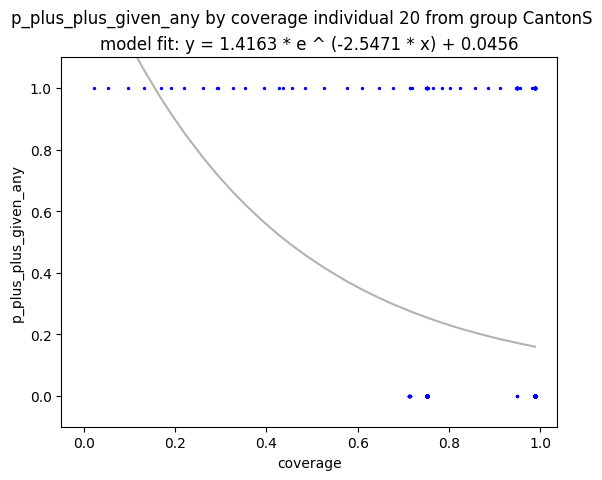 p_plus_plus_given_any by coverage individual 20 from group CantonS
model fit: y = 1.4163 * e ^ (-2.5471 * x) + 0.0456
1.0
0.8
0.6
0.4
0.2
0.0
p_plus_plus_given_any
0.0 0.2 0.4 0.6 0.8 1.0
coverage